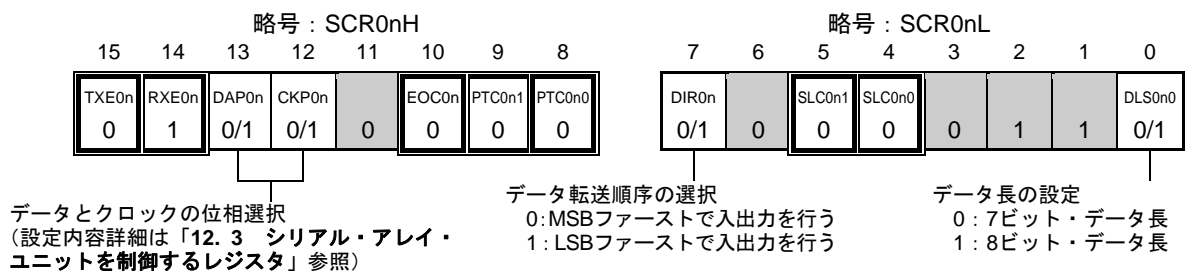 略号：SCR0nH 略号：SCR0nL
15 14 13 12 11 10 9 8 7 6 5 4 3 2 1 0
TXE0n RXE0n DAP0n CKP0n EOC0n PTC0n1 PTC0n0 DIR0n SLC0n1 SLC0n0 DLS0n0
0 1 0/1 0/1 0 0 0 0 0/1 0 0 0 0 1 1 0/1
データとクロックの位相選択
（設定内容詳細は「12. 3　シリアル・アレイ・
ユニットを制御するレジスタ」参照）
データ転送順序の選択
0：MSBファーストで入出力を行う
1：LSBファーストで入出力を行う
データ長の設定
0：7ビット・データ長
1：8ビット・データ長